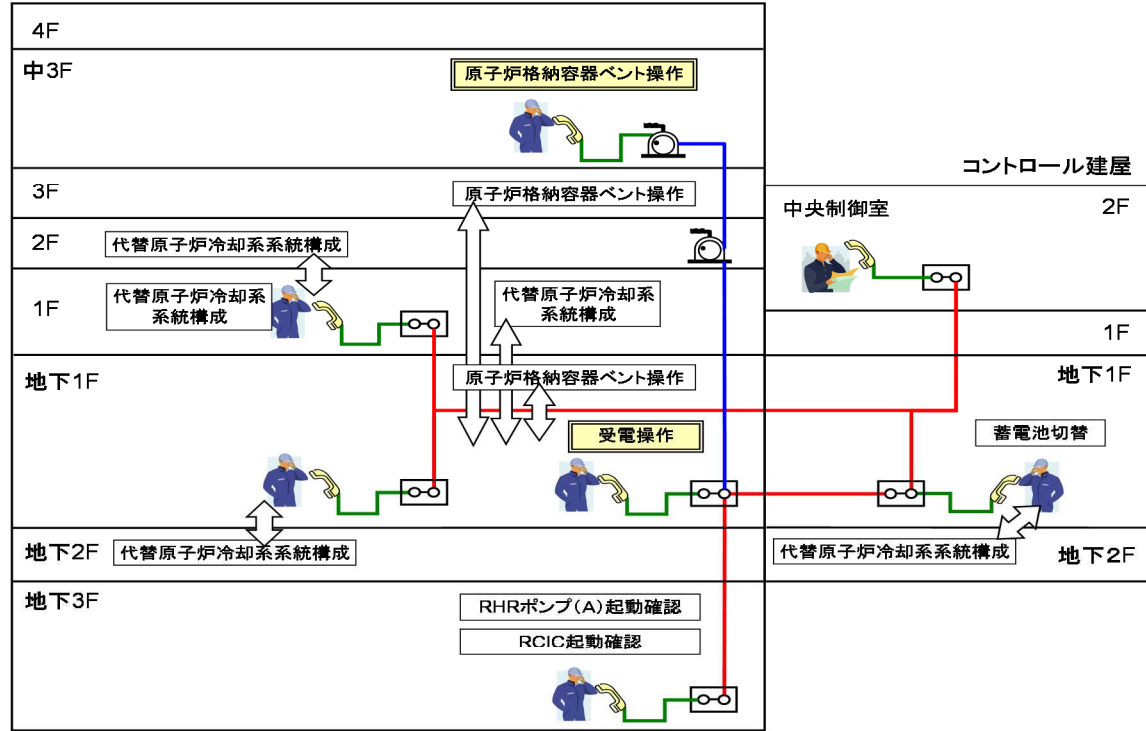 4F
中3F
原子炉格納容器ベント操作
コントロール建屋
3F
原子炉格納容器ベント操作
中央制御室
2F
2F
代替原子炉冷却系系統構成
1F
代替原子炉冷却系
系統構成
代替原子炉冷却系
系統構成
1F
地下1F
原子炉格納容器ベント操作
地下1F
受電操作
蓄電池切替
地下2F
代替原子炉冷却系系統構成
代替原子炉冷却系系統構成
地下2F
地下3F
RHRポンプ(A)起動確認
RCIC起動確認